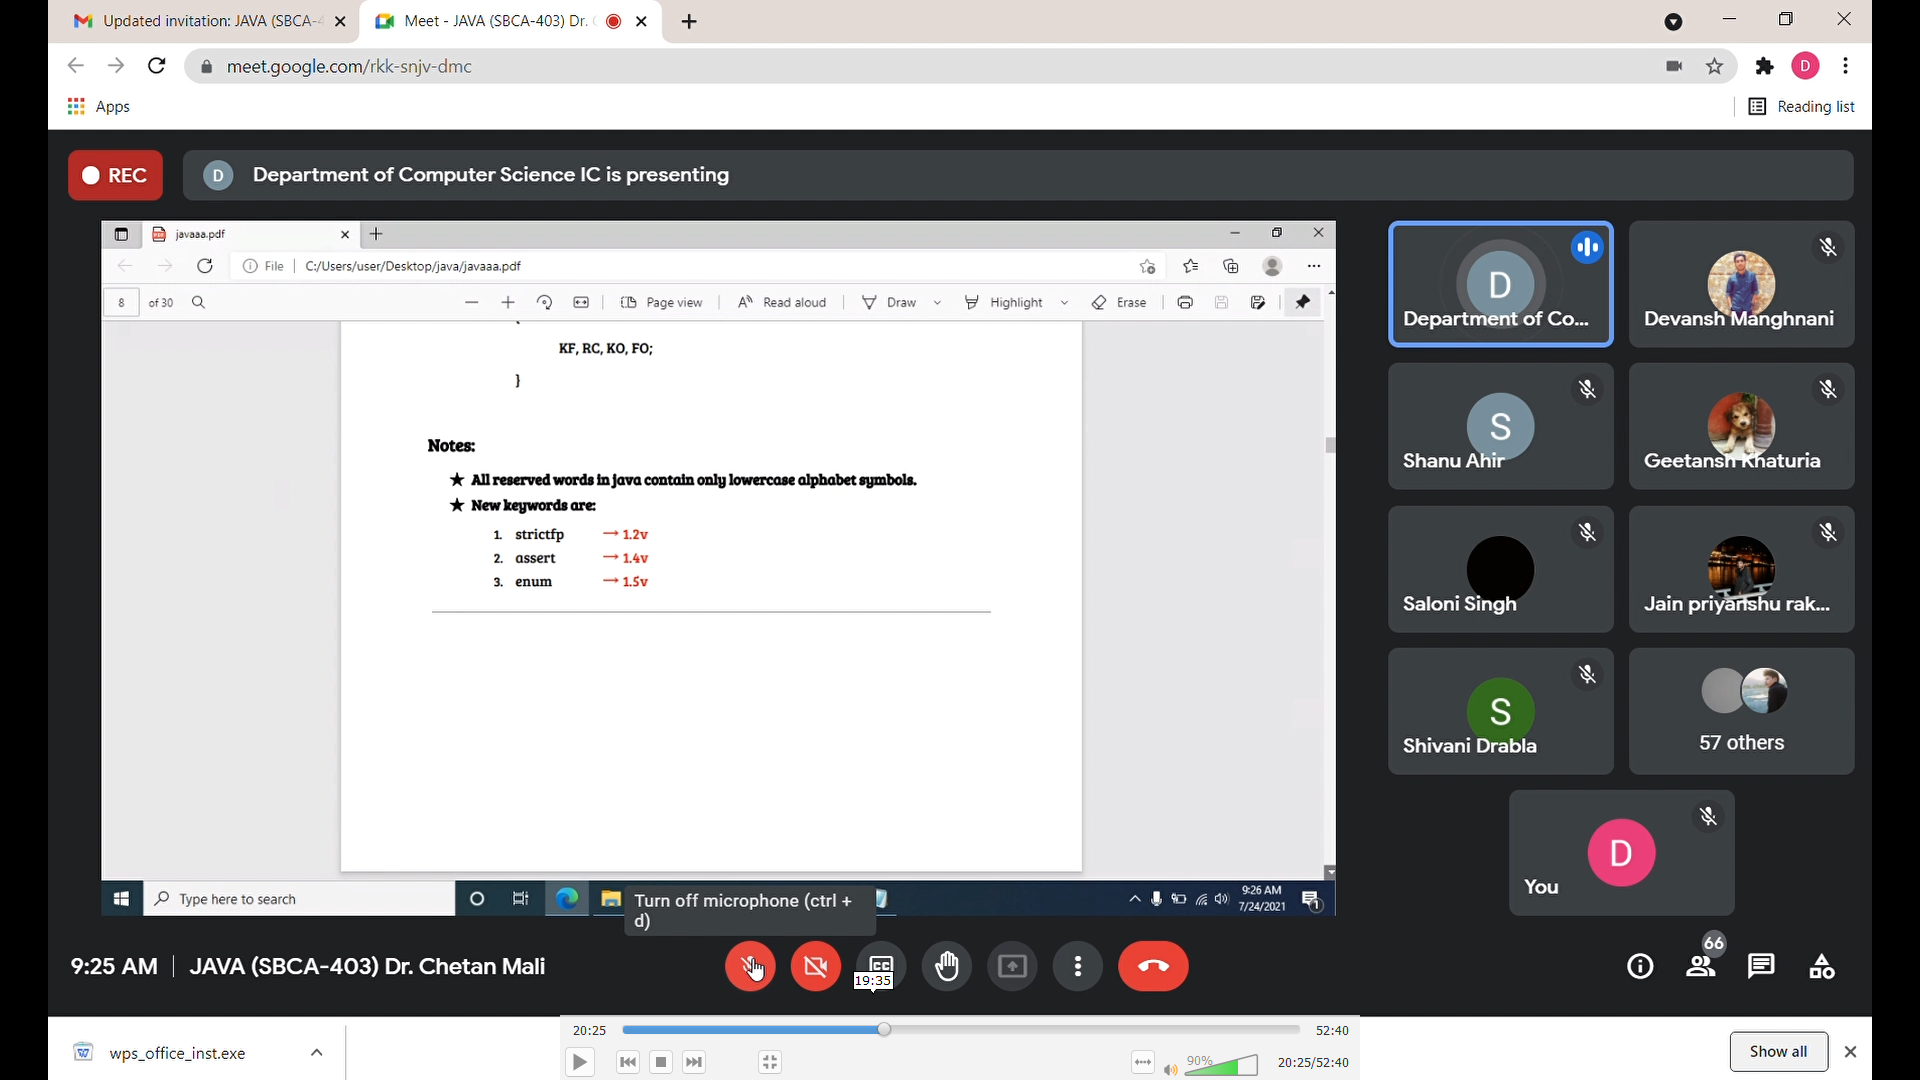 Updated invitation: JAVA (SBCA-4
Meet - JAVA (SBCA-403) Dr. C
meet.google.com/rkk-snjv-dmc
D
Apps
Reading list
REC
D
Department of Computer Science IC is presenting
javaaa.pdf
File
C:/Users/user/Desktop/java/javaaa.pdf
8
of 30
Page view
Read aloud
Draw
Highlight
Erase
KF, RC, KO, FO;
}
Notes:
★ All reserved words in java contain only lowercase alphabet symbols.
★ New keywords are:
1. strictfp → 1.2v
2. assert → 1.4v
3. enum → 1.5v
Type here to search
9:26 AM
7/24/2021
1
Turn off microphone (ctrl +
d)
D
Department of Co...
Devansh Manghnani
S
Shanu Ahir
Geetansh Khaturia
Saloni Singh
Jain priyanshu rak...
S
Shivani Drabla
57 others
D
You
9:25 AM | JAVA (SBCA-403) Dr. Chetan Mali
CC
19:35
66
wps_office_inst.exe
20:25
52:40
90%
20:25/52:40
Show all